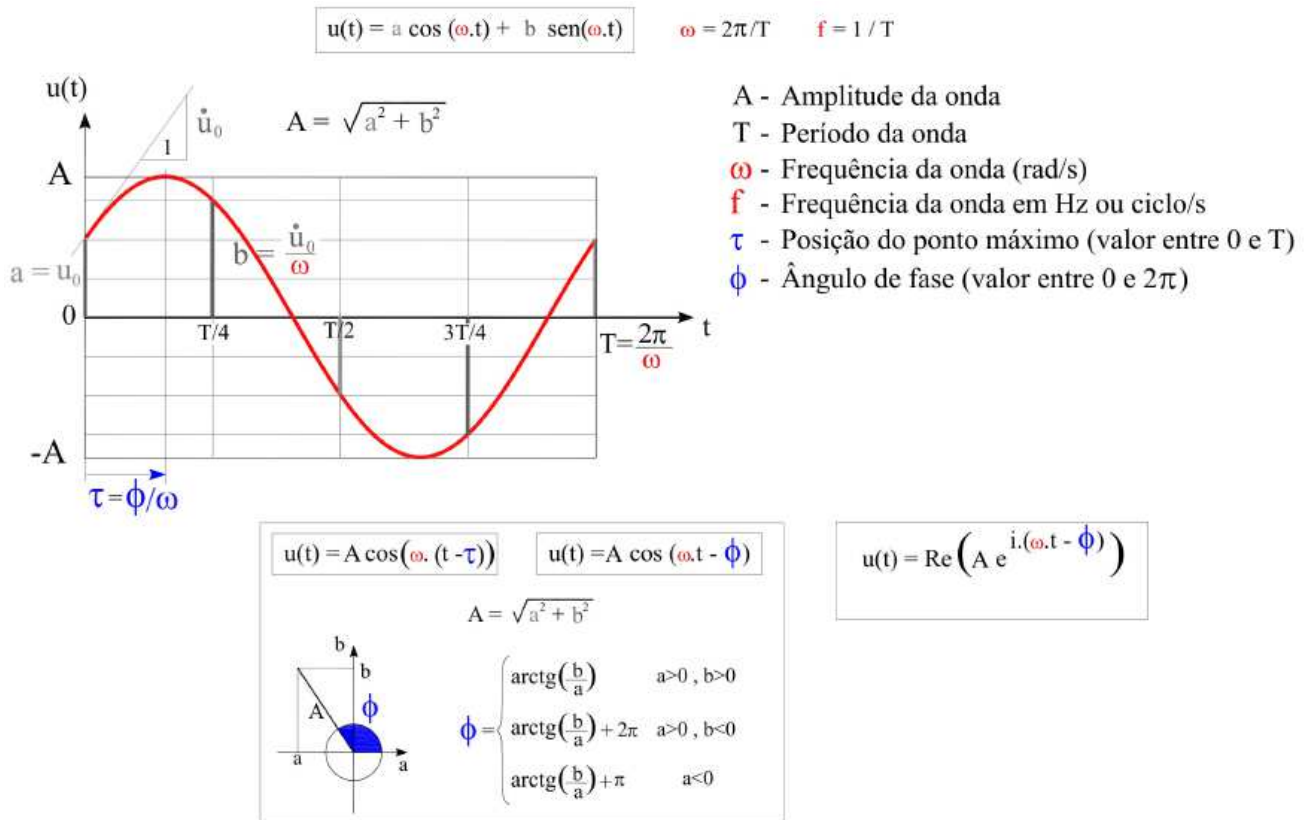 u(t) = a cos (ω.t) + b sen(ω.t) ω = 2π/T f = 1 / T
u(t)
u̇₀
1
A = √(a² + b²)
A
b = u̇₀/ω
a = u₀
0
T/4
T/2
3T/4
T = 2π/ω
t
-A
τ = ϕ/ω
A - Amplitude da onda
T - Período da onda
ω - Frequência da onda (rad/s)
f - Frequência da onda em Hz ou ciclo/s
τ - Posição do ponto máximo (valor entre 0 e T)
ϕ - Ângulo de fase (valor entre 0 e 2π)
u(t) = A cos(ω. (t - τ)) u(t) = A cos (ω.t - ϕ)
A = √(a² + b²)
b
b
A
ϕ
a
a
ϕ = { arctg(b/a) a>0 , b>0
arctg(b/a) + 2π a>0 , b<0
arctg(b/a) + π a<0
u(t) = Re(A e^{i.(ω.t - ϕ)})